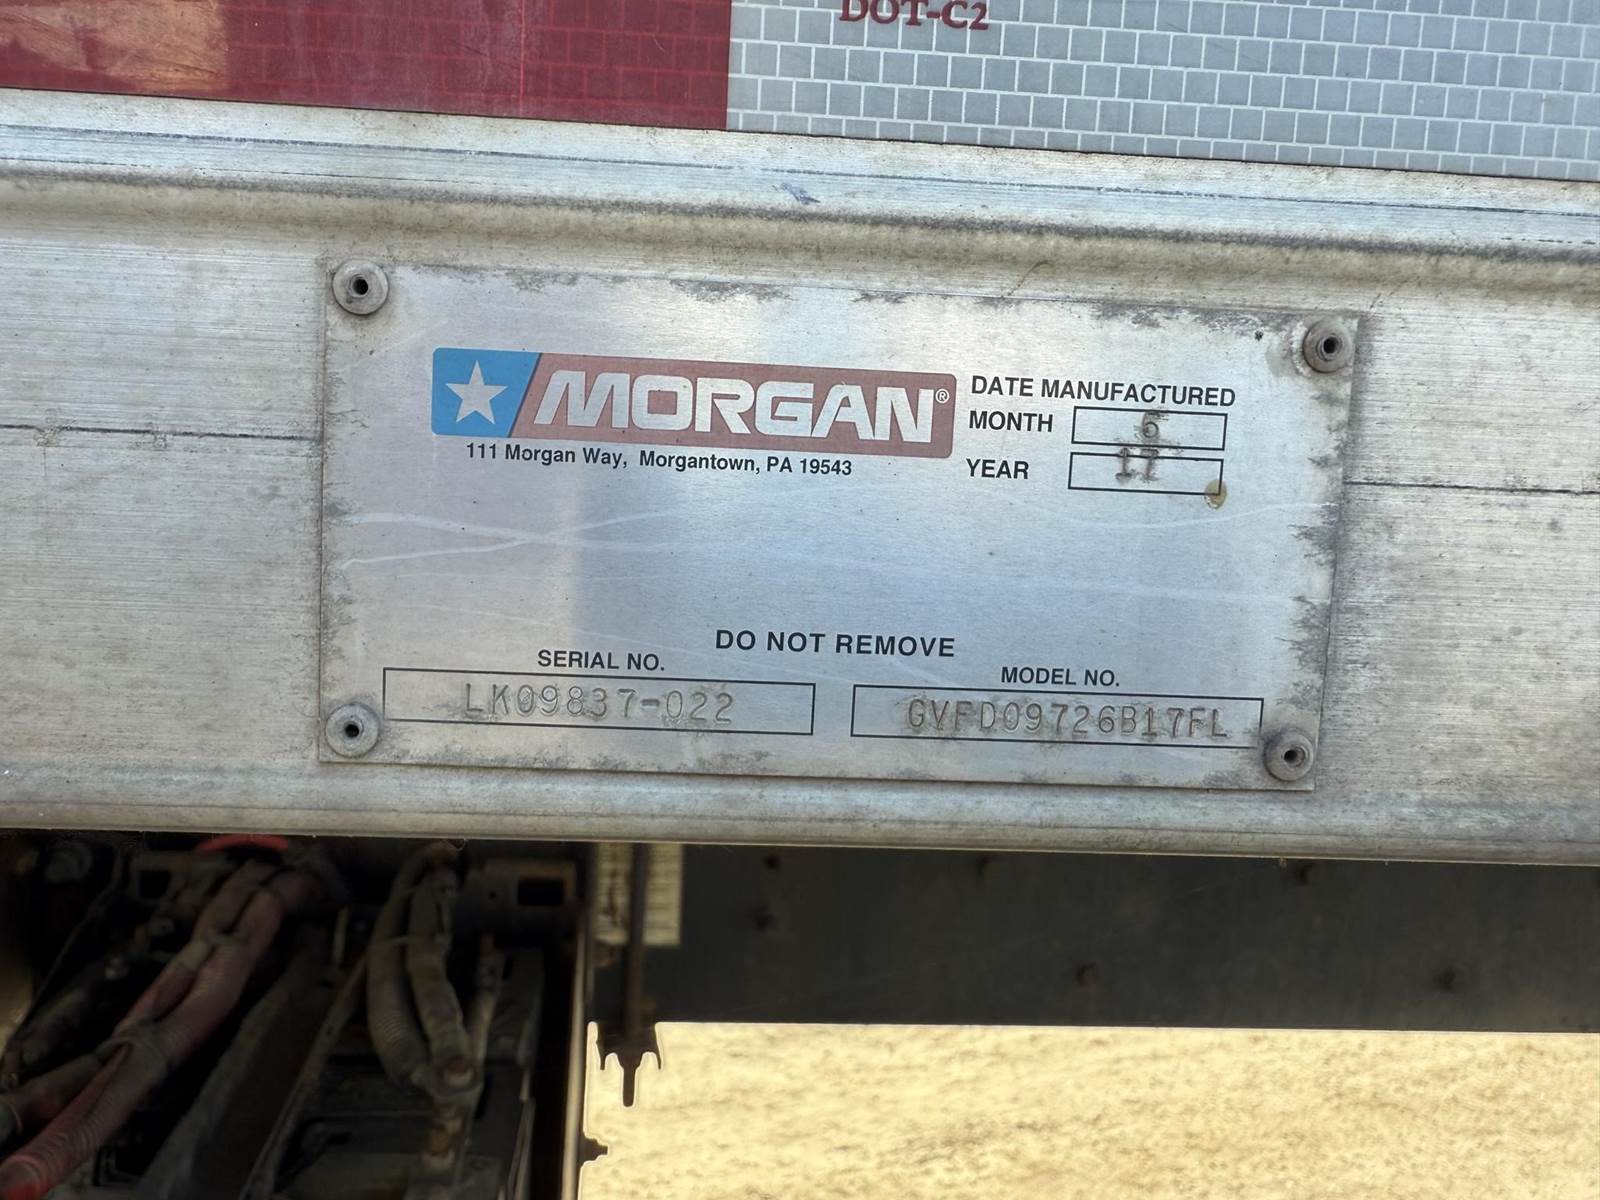 DOT-C2
MORGAN®
111 Morgan Way, Morgantown, PA 19543
DATE MANUFACTURED
MONTH 6
YEAR 17
DO NOT REMOVE
SERIAL NO.
LK09837-022
MODEL NO.
GVFD09726B17FL